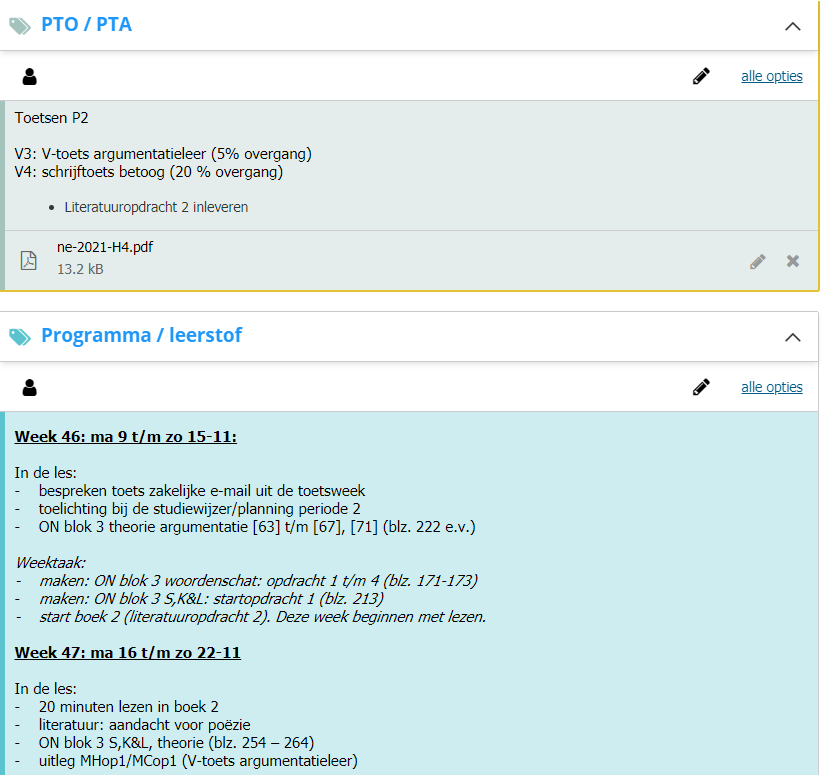 PTO / PTA
alle opties
Toetsen P2
V3: V-toets argumentatieleer (5% overgang)
V4: schrijftoets betoog (20 % overgang)
• Literatuuropdracht 2 inleveren
ne-2021-H4.pdf
13.2 kB
Programma / leerstof
alle opties
Week 46: ma 9 t/m zo 15-11:
In de les:
- bespreken toets zakelijke e-mail uit de toetsweek
- toelichting bij de studiewijzer/planning periode 2
- ON blok 3 theorie argumentatie [63] t/m [67], [71] (blz. 222 e.v.)
Weektaak:
- maken: ON blok 3 woordenschat: opdracht 1 t/m 4 (blz. 171-173)
- maken: ON blok 3 S,K&L: startopdracht 1 (blz. 213)
- start boek 2 (literatuuropdracht 2). Deze week beginnen met lezen.
Week 47: ma 16 t/m zo 22-11
In de les:
- 20 minuten lezen in boek 2
- literatuur: aandacht voor poëzie
- ON blok 3 S,K&L, theorie (blz. 254 – 264)
- uitleg MHop1/MCop1 (V-toets argumentatieleer)